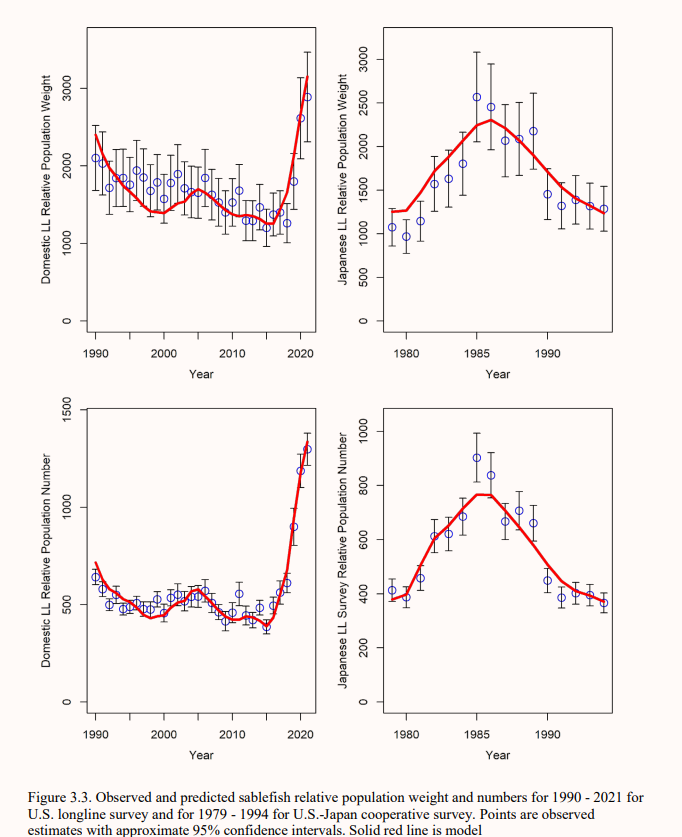 Domestic LL Relative Population Weight
0 1000 2000 3000
1990 2000 2010 2020
Year
Japanese LL Relative Population Weight
0 500 1000 1500 2000 2500 3000
1980 1985 1990
Year
Domestic LL Relative Population Number
0 500 1000 1500
1990 2000 2010 2020
Year
Japanese LL Survey Relative Population Number
0 200 400 600 800 1000
1980 1985 1990
Year
Figure 3.3. Observed and predicted sablefish relative population weight and numbers for 1990 - 2021 for
U.S. longline survey and for 1979 - 1994 for U.S.-Japan cooperative survey. Points are observed
estimates with approximate 95% confidence intervals. Solid red line is model